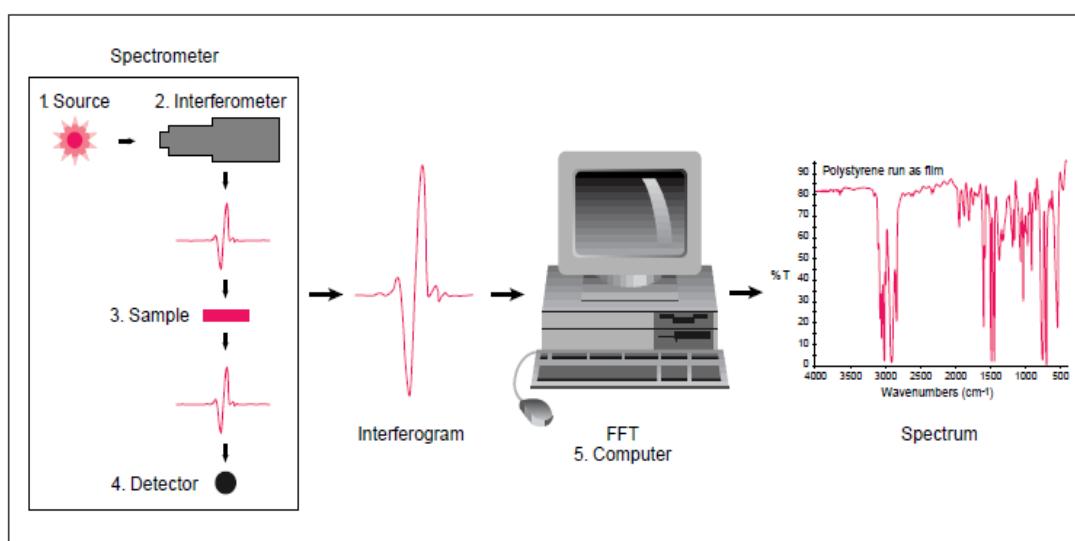 Spectrometer
1. Source
2. Interferometer
3. Sample
4. Detector
Interferogram
FFT
5. Computer
Polystyrene run as film
%T
90
80
70
60
50
40
30
20
10
0
4000 3500 3000 2500 2000 1500 1000 500
Wavenumbers (cm-1)
Spectrum